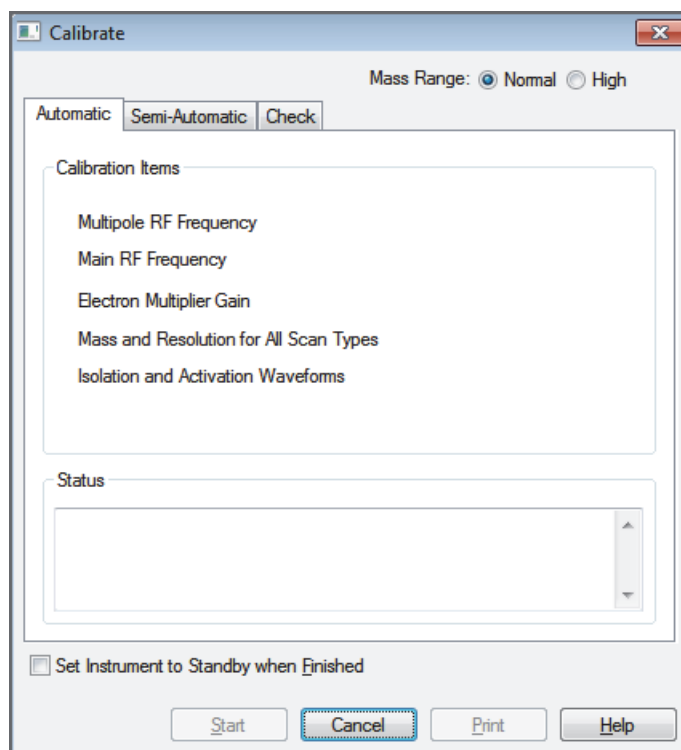 Calibrate
Mass Range: Normal High
Automatic Semi-Automatic Check
Calibration Items
Multipole RF Frequency
Main RF Frequency
Electron Multiplier Gain
Mass and Resolution for All Scan Types
Isolation and Activation Waveforms
Status
Set Instrument to Standby when Finished
Start Cancel Print Help